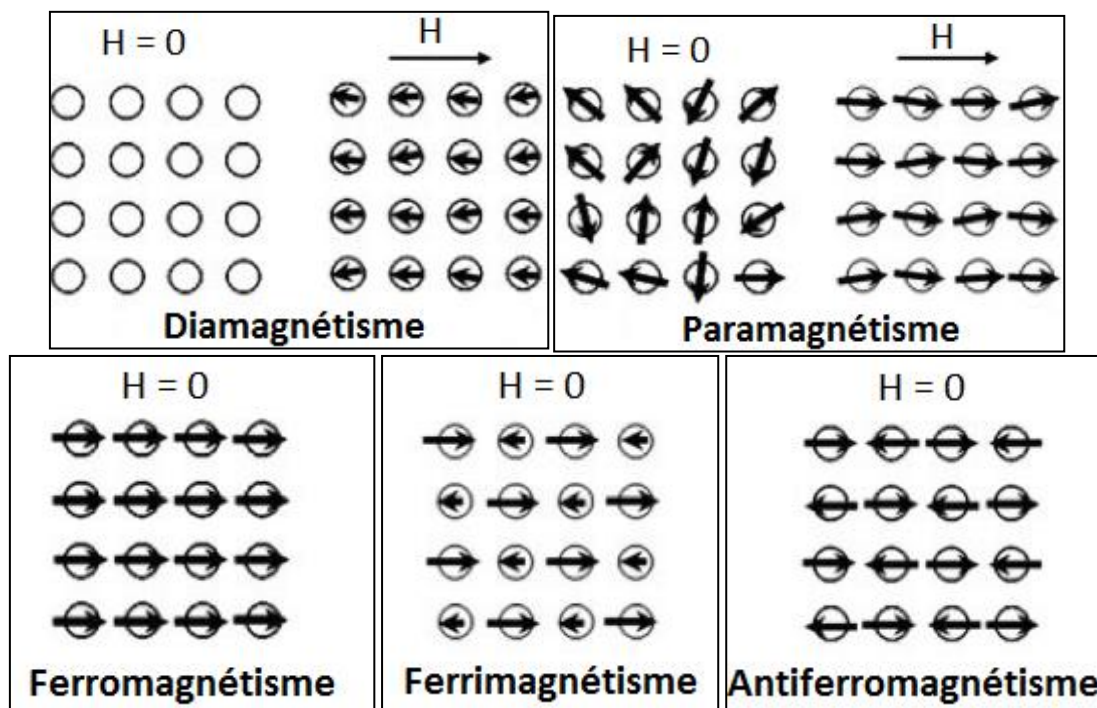 H = 0
H
Diamagnétisme
H = 0
H
Paramagnétisme
H = 0
Ferromagnétisme
H = 0
Ferrimagnétisme
H = 0
Antiferromagnétisme